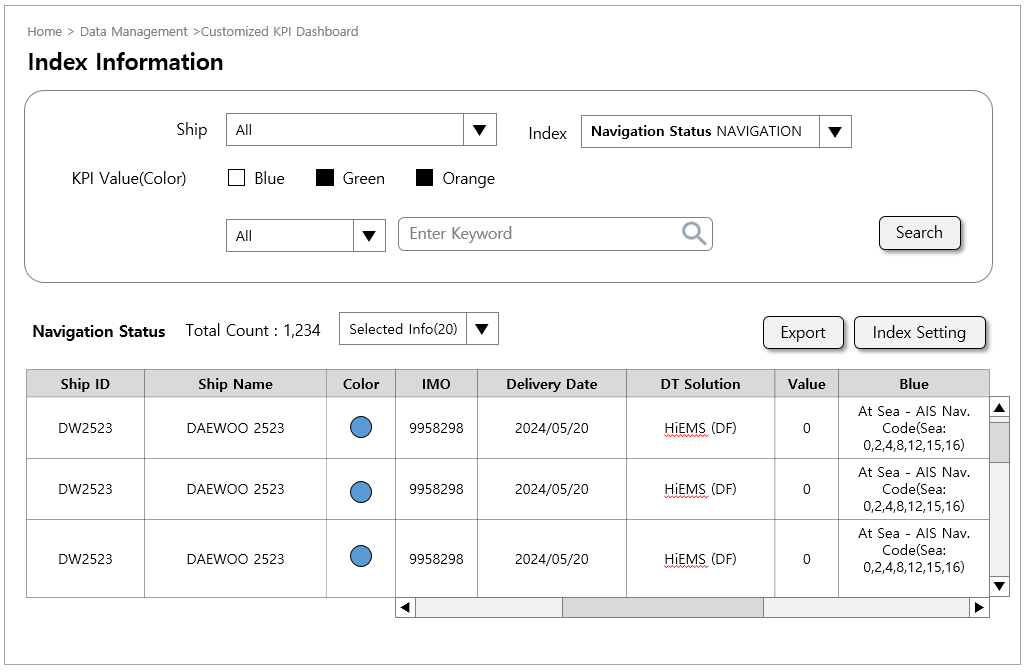 Home > Data Management >Customized KPI Dashboard
Index Information
Ship All Index Navigation Status NAVIGATION
KPI Value(Color) Blue Green Orange
All Enter Keyword Search
Navigation Status Total Count : 1,234 Selected Info(20) Export Index Setting
Ship ID Ship Name Color IMO Delivery Date DT Solution Value Blue
DW2523 DAEWOO 2523 9958298 2024/05/20 HiEMS (DF) 0 At Sea - AIS Nav.
Code(Sea:
0,2,4,8,12,15,16)
DW2523 DAEWOO 2523 9958298 2024/05/20 HiEMS (DF) 0 At Sea - AIS Nav.
Code(Sea:
0,2,4,8,12,15,16)
DW2523 DAEWOO 2523 9958298 2024/05/20 HiEMS (DF) 0 At Sea - AIS Nav.
Code(Sea:
0,2,4,8,12,15,16)